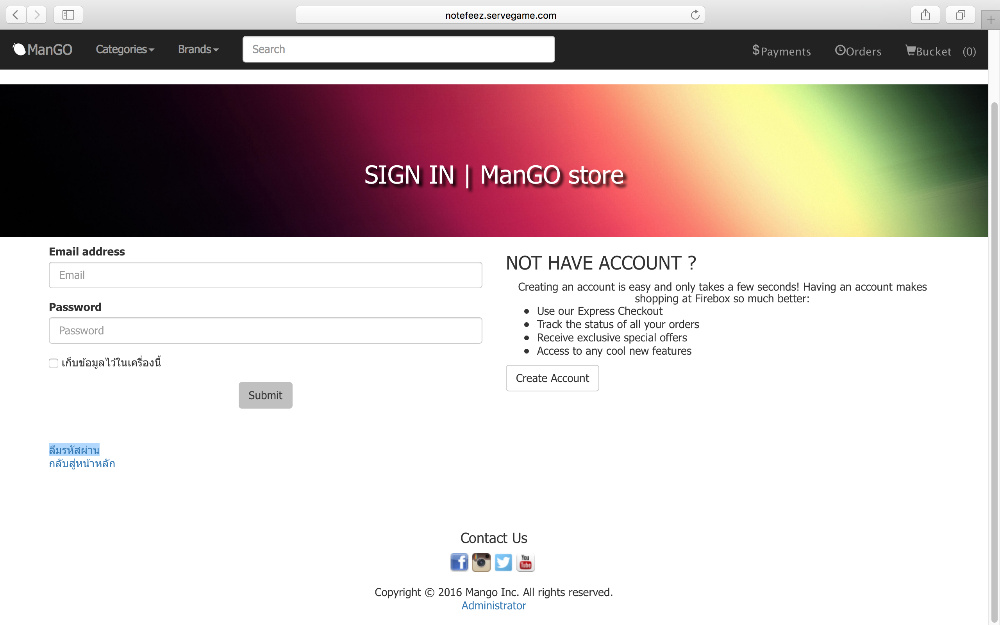 notefeez.servegame.com
ManGO Categories Brands Search $Payments Orders Bucket (0)
SIGN IN | ManGO store
Email address
Email
Password
Password
เก็บข้อมูลไว้ในเครื่องนี้
Submit
ลืมรหัสผ่าน
กลับสู่หน้าหลัก
NOT HAVE ACCOUNT ?
Creating an account is easy and only takes a few seconds! Having an account makes
shopping at Firebox so much better:
• Use our Express Checkout
• Track the status of all your orders
• Receive exclusive special offers
• Access to any cool new features
Create Account
Contact Us
You Tube
Copyright © 2016 Mango Inc. All rights reserved.
Administrator